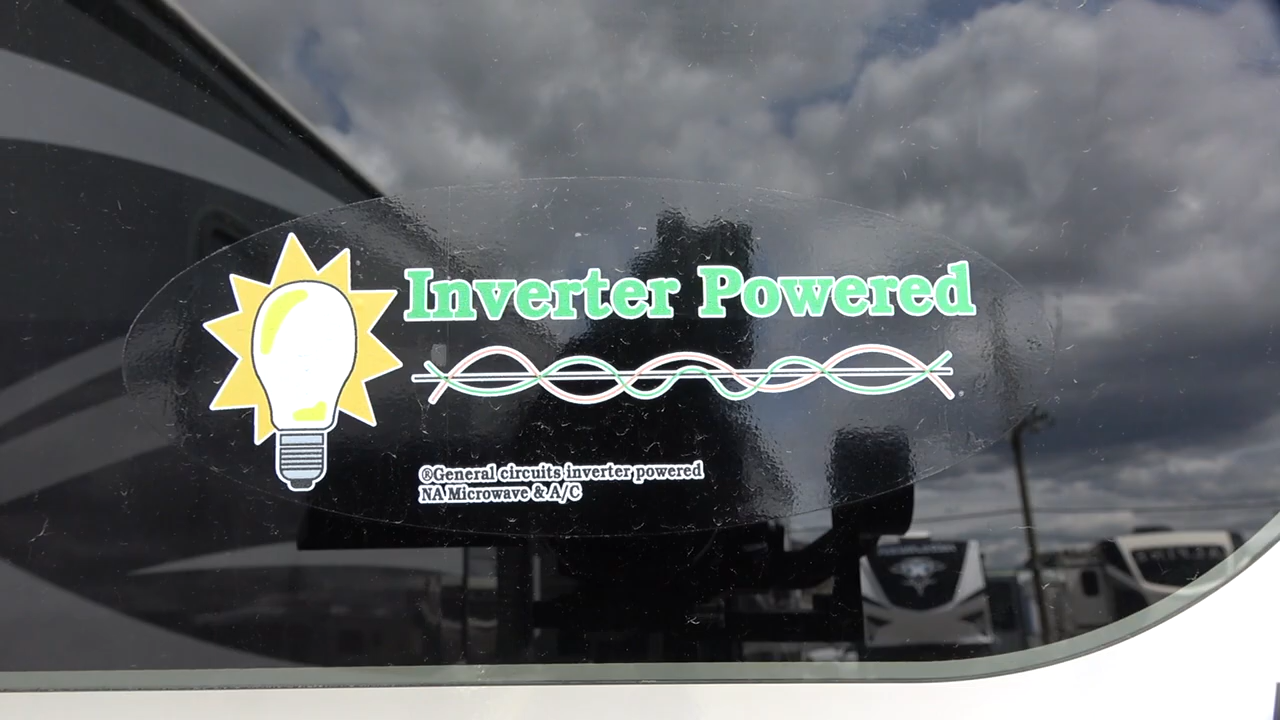 Inverter Powered
®General circuits inverter powered
NA Microwave & A/C